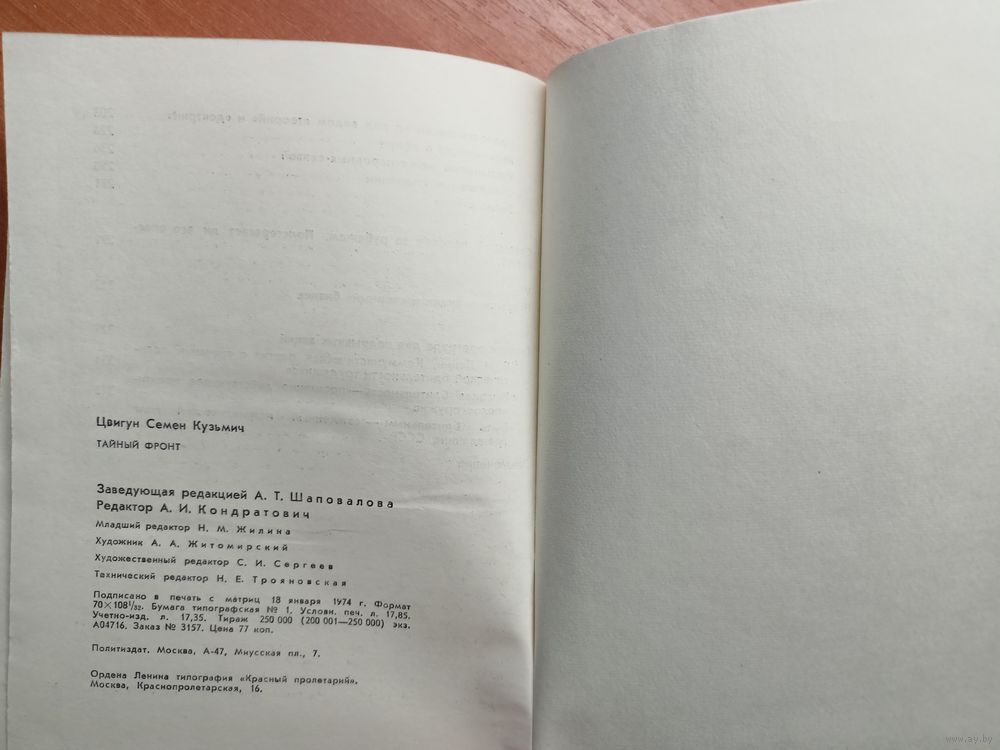 Цвигун Семен Кузьмич
ТАЙНЫЙ ФРОНТ
Заведующая редакцией А. Т. Шаповалова
Редактор А. И. Кондратович
Младший редактор Н. М. Жилина
Художник А. А. Житомирский
Художественный редактор С. И. Сергеев
Технический редактор Н. Е. Трояновская
Подписано в печать с матриц 18 января 1974 г. Формат
70×108¹/₃₂. Бумага типографская № 1. Условн. печ. л. 17,85.
Учетно-изд. л. 17,35. Тираж 250 000 (200 001—250 000) экз.
А04716. Заказ № 3157. Цена 77 коп.
Политиздат. Москва, А-47, Миусская пл., 7.
Ордена Ленина типография «Красный пролетарий».
Москва, Краснопролетарская, 16.
www.ay.by